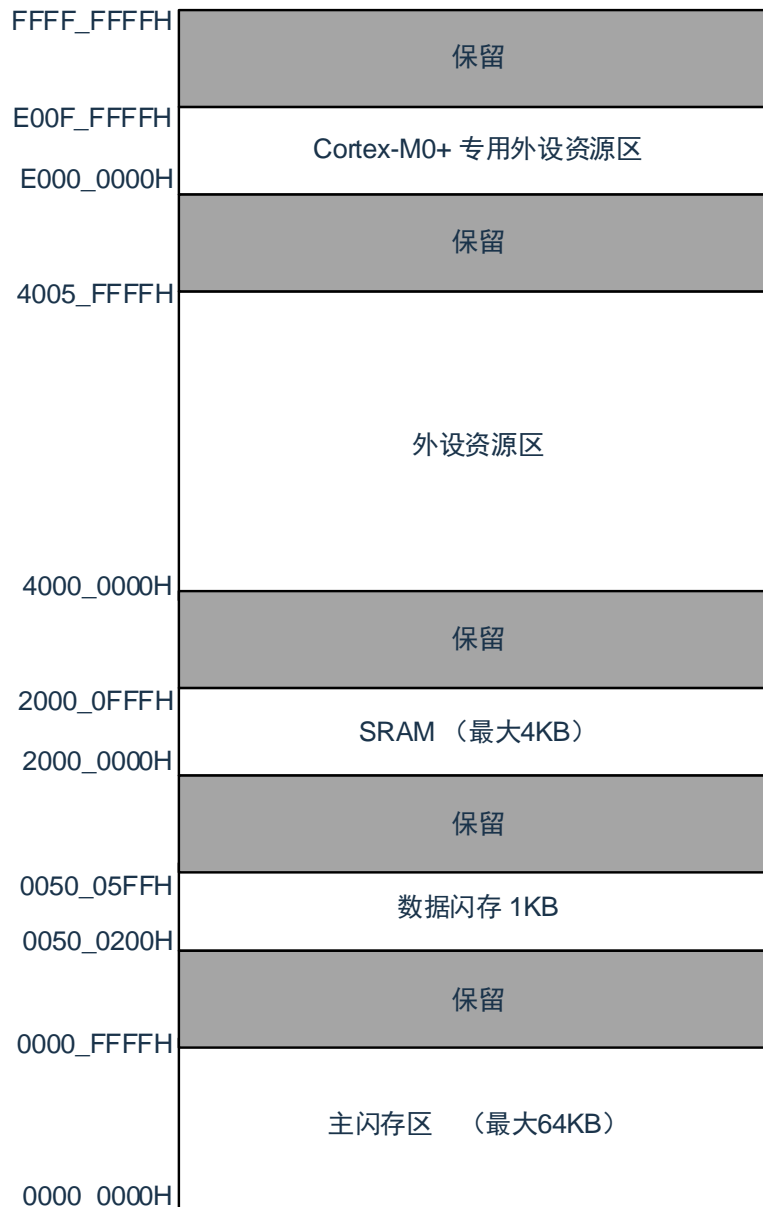 FFFF_FFFFH
保留
E00F_FFFFH
Cortex-M0+ 专用外设资源区
E000_0000H
保留
4005_FFFFH
外设资源区
4000_0000H
保留
2000_0FFFH
SRAM （最大4KB）
2000_0000H
保留
0050_05FFH
数据闪存 1KB
0050_0200H
保留
0000_FFFFH
主闪存区 （最大64KB）
0000_0000H